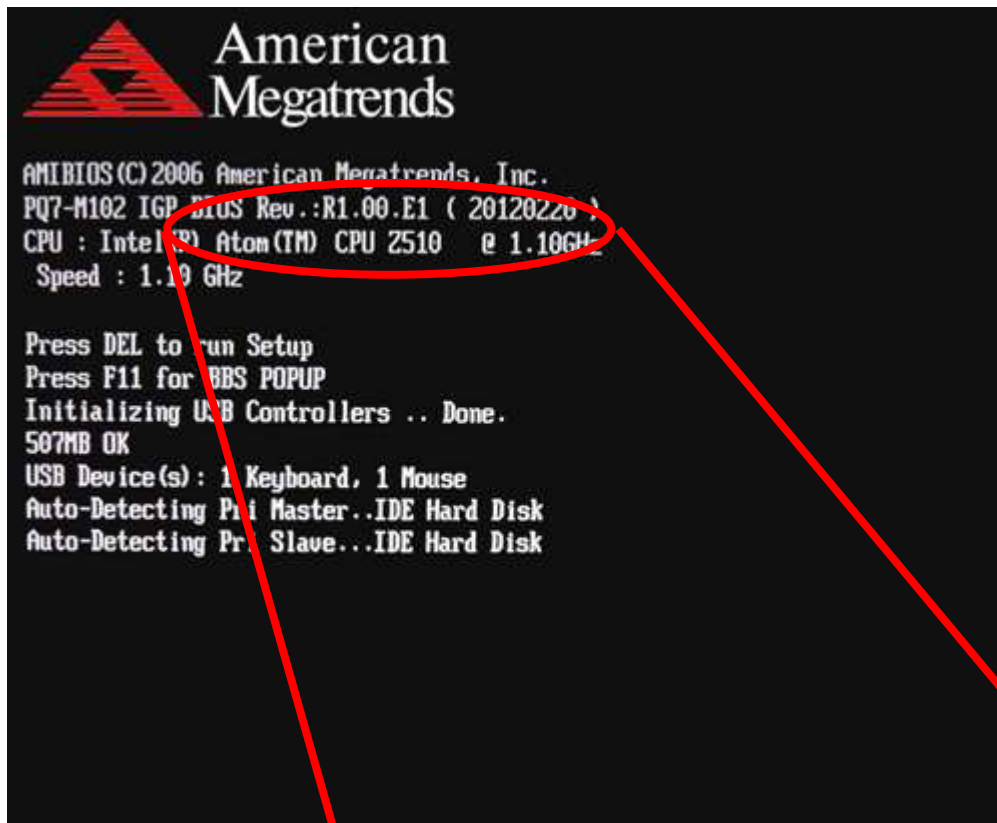 American
Megatrends
AMIBIOS(C)2006 American Megatrends, Inc.
PQ7-M102 IGP BIOS Rev.:R1.00.E1 ( 20120220 )
CPU : Intel(R) Atom(TM) CPU Z510 @ 1.10GHz
Speed : 1.10 GHz
Press DEL to run Setup
Press F11 for BBS POPUP
Initializing USB Controllers .. Done.
507MB OK
USB Device(s): 1 Keyboard, 1 Mouse
Auto-Detecting Pri Master..IDE Hard Disk
Auto-Detecting Pri Slave...IDE Hard Disk